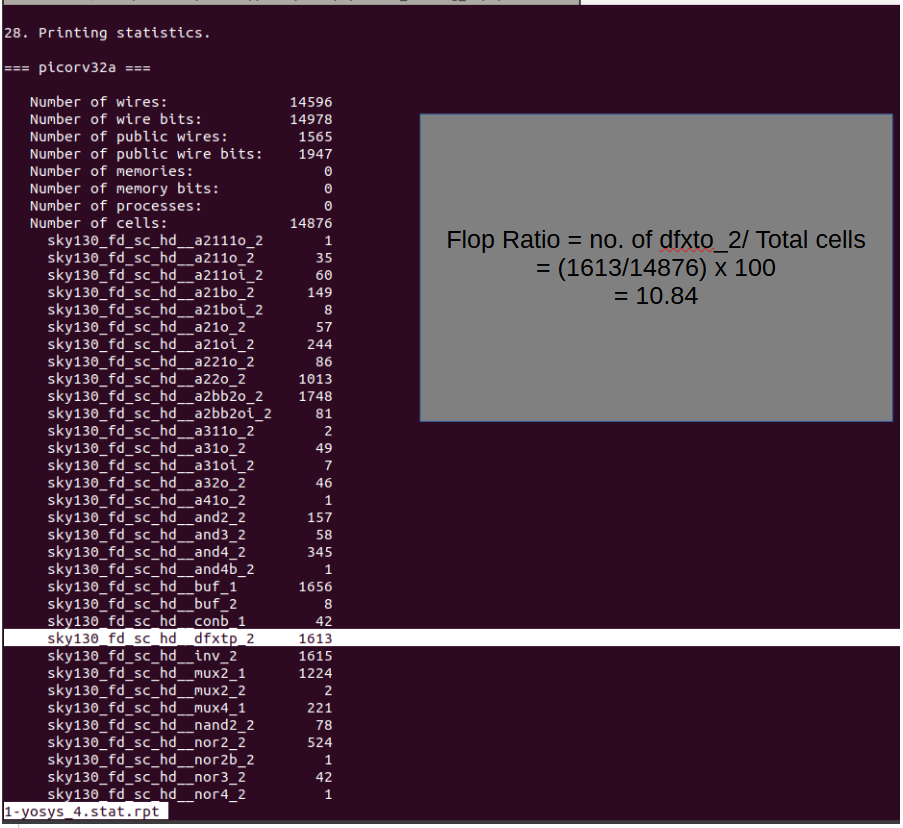 28. Printing statistics.
=== picorv32a ===
Number of wires: 14596
Number of wire bits: 14978
Number of public wires: 1565
Number of public wire bits: 1947
Number of memories: 0
Number of memory bits: 0
Number of processes: 0
Number of cells: 14876
sky130_fd_sc_hd__a2111o_2 1
sky130_fd_sc_hd__a211o_2 35
sky130_fd_sc_hd__a211oi_2 60
sky130_fd_sc_hd__a21bo_2 149
sky130_fd_sc_hd__a21boi_2 8
sky130_fd_sc_hd__a21o_2 57
sky130_fd_sc_hd__a21oi_2 244
sky130_fd_sc_hd__a221o_2 86
sky130_fd_sc_hd__a22o_2 1013
sky130_fd_sc_hd__a2bb2o_2 1748
sky130_fd_sc_hd__a2bb2oi_2 81
sky130_fd_sc_hd__a311o_2 2
sky130_fd_sc_hd__a31o_2 49
sky130_fd_sc_hd__a31oi_2 7
sky130_fd_sc_hd__a32o_2 46
sky130_fd_sc_hd__a41o_2 1
sky130_fd_sc_hd__and2_2 157
sky130_fd_sc_hd__and3_2 58
sky130_fd_sc_hd__and4_2 345
sky130_fd_sc_hd__and4b_2 1
sky130_fd_sc_hd__buf_1 1656
sky130_fd_sc_hd__buf_2 8
sky130_fd_sc_hd__conb_1 42
sky130_fd_sc_hd__dfxtp_2 1613
sky130_fd_sc_hd__inv_2 1615
sky130_fd_sc_hd__mux2_1 1224
sky130_fd_sc_hd__mux2_2 2
sky130_fd_sc_hd__mux4_1 221
sky130_fd_sc_hd__nand2_2 78
sky130_fd_sc_hd__nor2_2 524
sky130_fd_sc_hd__nor2b_2 1
sky130_fd_sc_hd__nor3_2 42
sky130_fd_sc_hd__nor4_2 1
1-yosys_4.stat.rpt
Flop Ratio = no. of dfxto_2/ Total cells
= (1613/14876) x 100
= 10.84